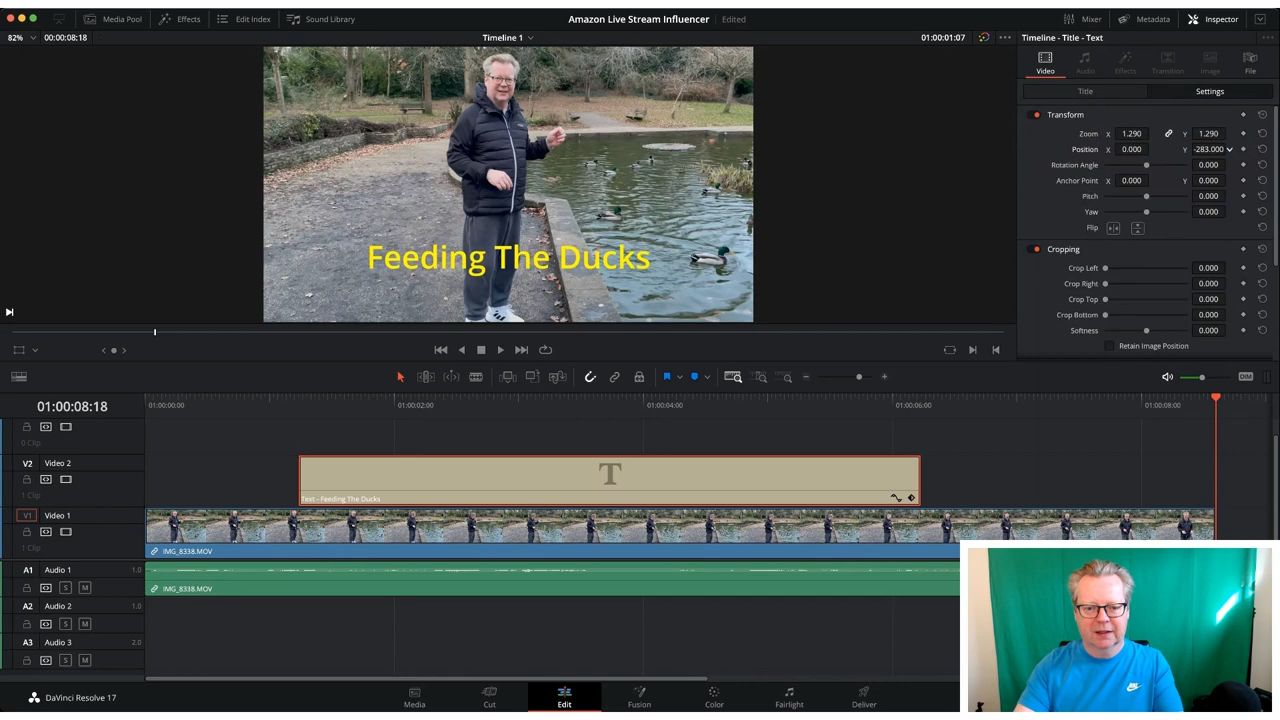 Media Pool Effects Edit Index Sound Library Amazon Live Stream Influencer Edited Mixer Metadata Inspector
82% 00:00:08:18 Timeline 1 01:00:01:07 Timeline - Title - Text
Video Audio Effects Transition Image File
Title Settings
Transform
Zoom X 1.290 Y 1.290
Position X 0.000 Y -283.000
Rotation Angle 0.000
Anchor Point X 0.000 Y 0.000
Pitch 0.000
Yaw 0.000
Flip
Cropping
Feeding The Ducks
Crop Left 0.000
Crop Right 0.000
Crop Top 0.000
Crop Bottom 0.000
Softness 0.000
Retain Image Position
DIM
01:00:08:18 01:00:00:00 01:00:02:00 01:00:04:00 01:00:06:00 01:00:08:00
0 Clip
V2 Video 2
T
1 Clip
Text - Feeding The Ducks
V1 Video 1
1 Clip
IMG_8338.MOV
A1 Audio 1 1.0
S M
IMG_8338.MOV
A2 Audio 2 1.0
S M
A3 Audio 3 2.0
S M
DaVinci Resolve 17 Media Cut Edit Fusion Color Fairlight Deliver